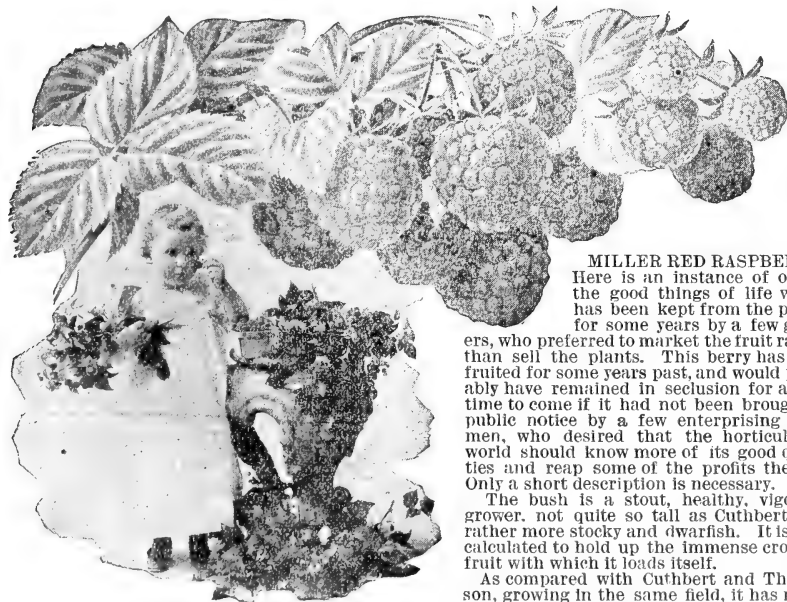 MILLER RED RASPBE
Here is an instance of o
the good things of life w
has been kept from the p
for some years by a few g
ers, who preferred to market the fruit ra
than sell the plants. This berry has
fruited for some years past, and would
ably have remained in seclusion for a
time to come if it had not been broug
public notice by a few enterprising
men, who desired that the horticul
world should know more of its good q
ties and reap some of the profits the
Only a short description is necessary.
The bush is a stout, healthy, vigo
grower. not quite so tall as Cuthbert
rather more stocky and dwarfish. It is
calculated to hold up the immense cro
fruit with which it loads itself.
As compared with Cuthbert and Th
son, growing in the same field, it has